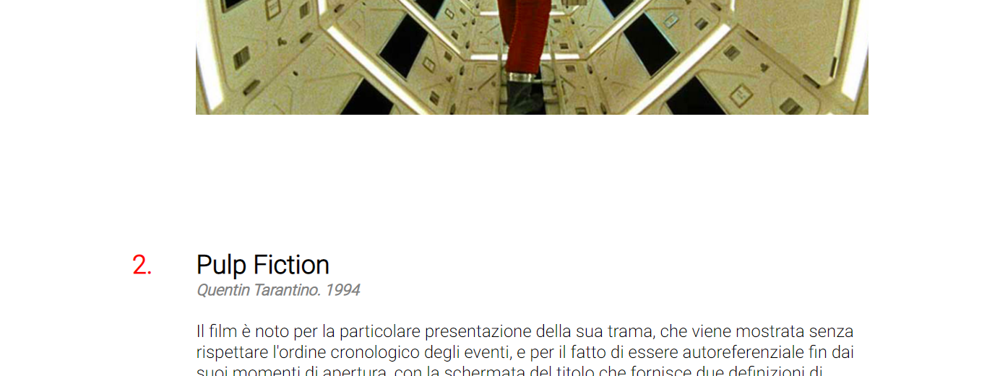 2. Pulp Fiction
Quentin Tarantino. 1994
Il film è noto per la particolare presentazione della sua trama, che viene mostrata senza
rispettare l'ordine cronologico degli eventi, e per il fatto di essere autoreferenziale fin dai
suoi momenti di apertura, con la schermata del titolo che fornisce due definizioni di